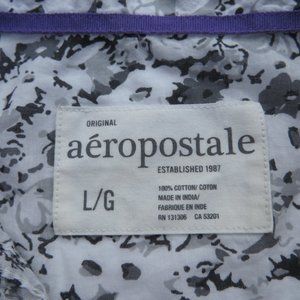 ORIGINAL
aéropostale
ESTABLISHED 1987
L/G
100% COTTON/ COTON
MADE IN INDIA/
FABRIQUE EN INDE
RN 131306 CA 53201